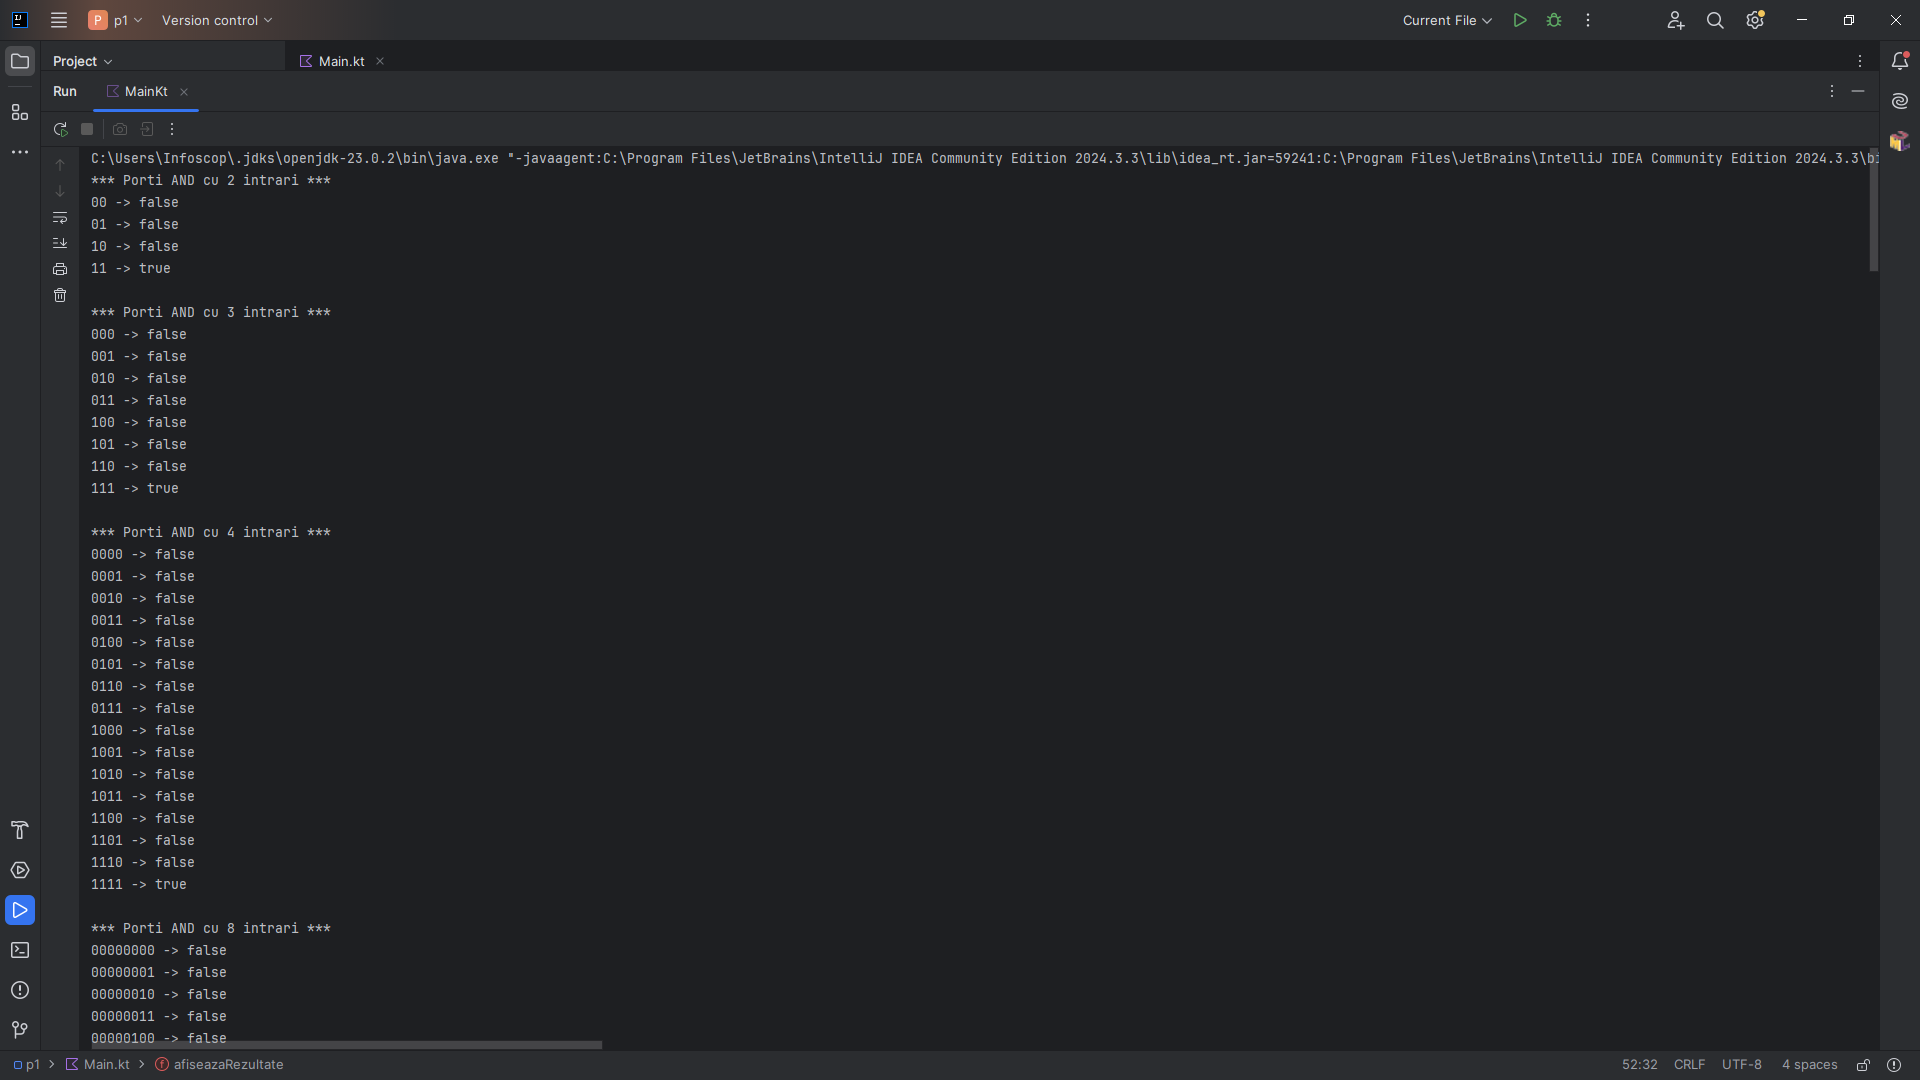 P p1 Version control Current File
Project Main.kt
Run MainKt
C:\Users\Infoscop\.jdks\openjdk-23.0.2\bin\java.exe "-javaagent:C:\Program Files\JetBrains\IntelliJ IDEA Community Edition 2024.3.3\lib\idea_rt.jar=59241:C:\Program Files\JetBrains\IntelliJ IDEA Community Edition 2024.3.3\bi
*** Porti AND cu 2 intrari ***
00 -> false
01 -> false
10 -> false
11 -> true
*** Porti AND cu 3 intrari ***
000 -> false
001 -> false
010 -> false
011 -> false
100 -> false
101 -> false
110 -> false
111 -> true
*** Porti AND cu 4 intrari ***
0000 -> false
0001 -> false
0010 -> false
0011 -> false
0100 -> false
0101 -> false
0110 -> false
0111 -> false
1000 -> false
1001 -> false
1010 -> false
1011 -> false
1100 -> false
1101 -> false
1110 -> false
1111 -> true
*** Porti AND cu 8 intrari ***
00000000 -> false
00000001 -> false
00000010 -> false
00000011 -> false
00000100 -> false
p1 > Main.kt > f afiseazaRezultate 52:32 CRLF UTF-8 4 spaces